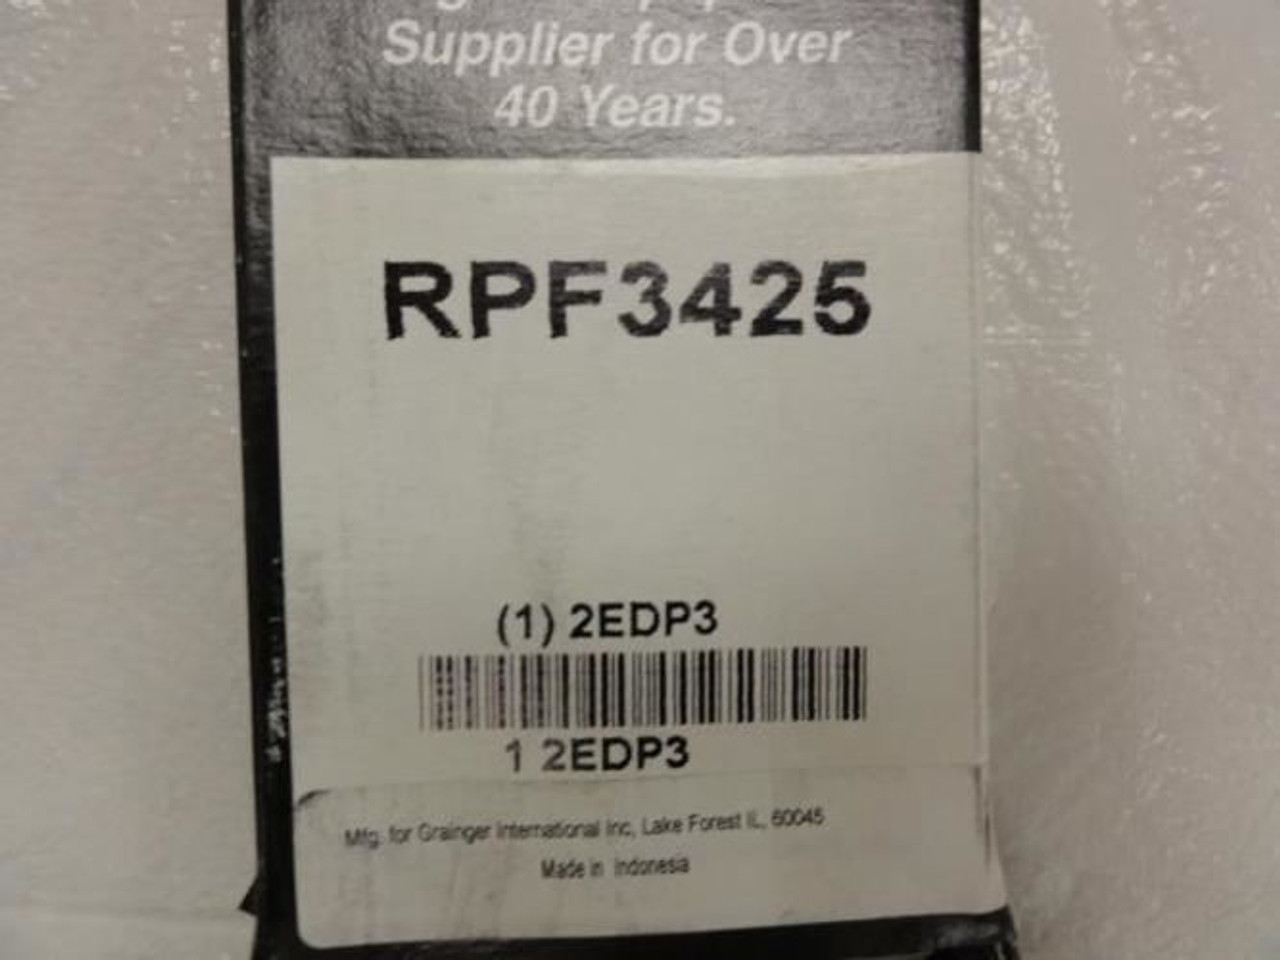 Supplier for Over
40 Years.
RPF3425
(1) 2EDP3
1 2EDP3
Mfg. for Grainger International Inc, Lake Forest IL, 60045
Made in Indonesia